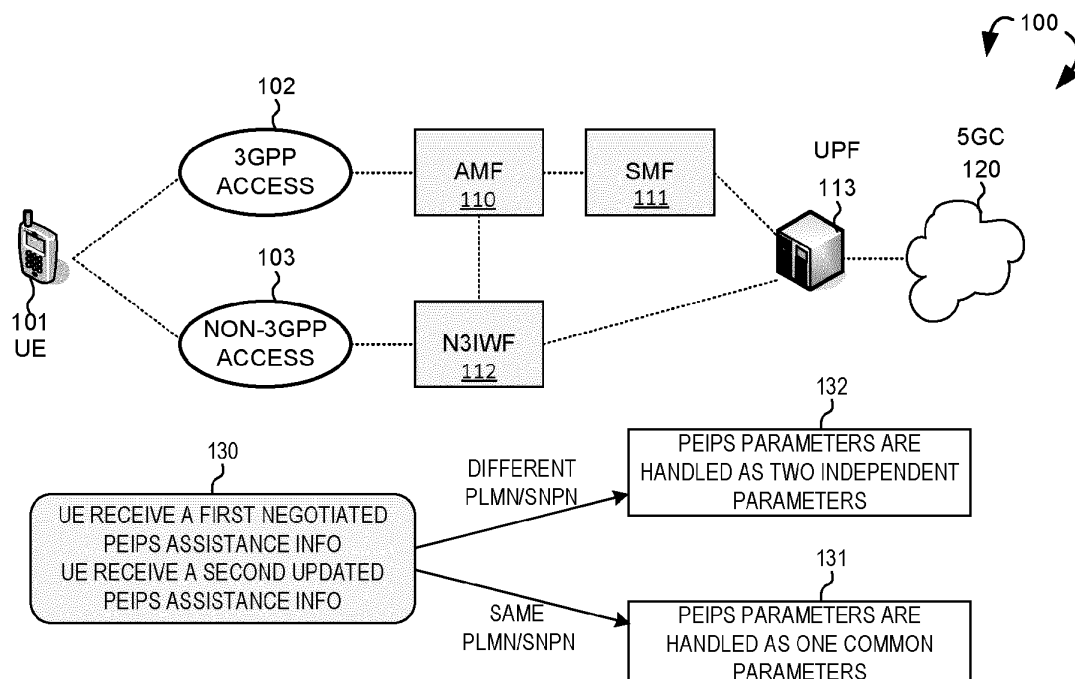 100
102
3GPP
ACCESS
AMF
110
SMF
111
UPF
113
5GC
120
101
UE
103
NON-3GPP
ACCESS
N3IWF
112
130
UE RECEIVE A FIRST NEGOTIATED
PEIPS ASSISTANCE INFO
UE RECEIVE A SECOND UPDATED
PEIPS ASSISTANCE INFO
DIFFERENT
PLMN/SNPN
132
PEIPS PARAMETERS ARE
HANDLED AS TWO INDEPENDENT
PARAMETERS
SAME
PLMN/SNPN
131
PEIPS PARAMETERS ARE
HANDLED AS ONE COMMON
PARAMETERS